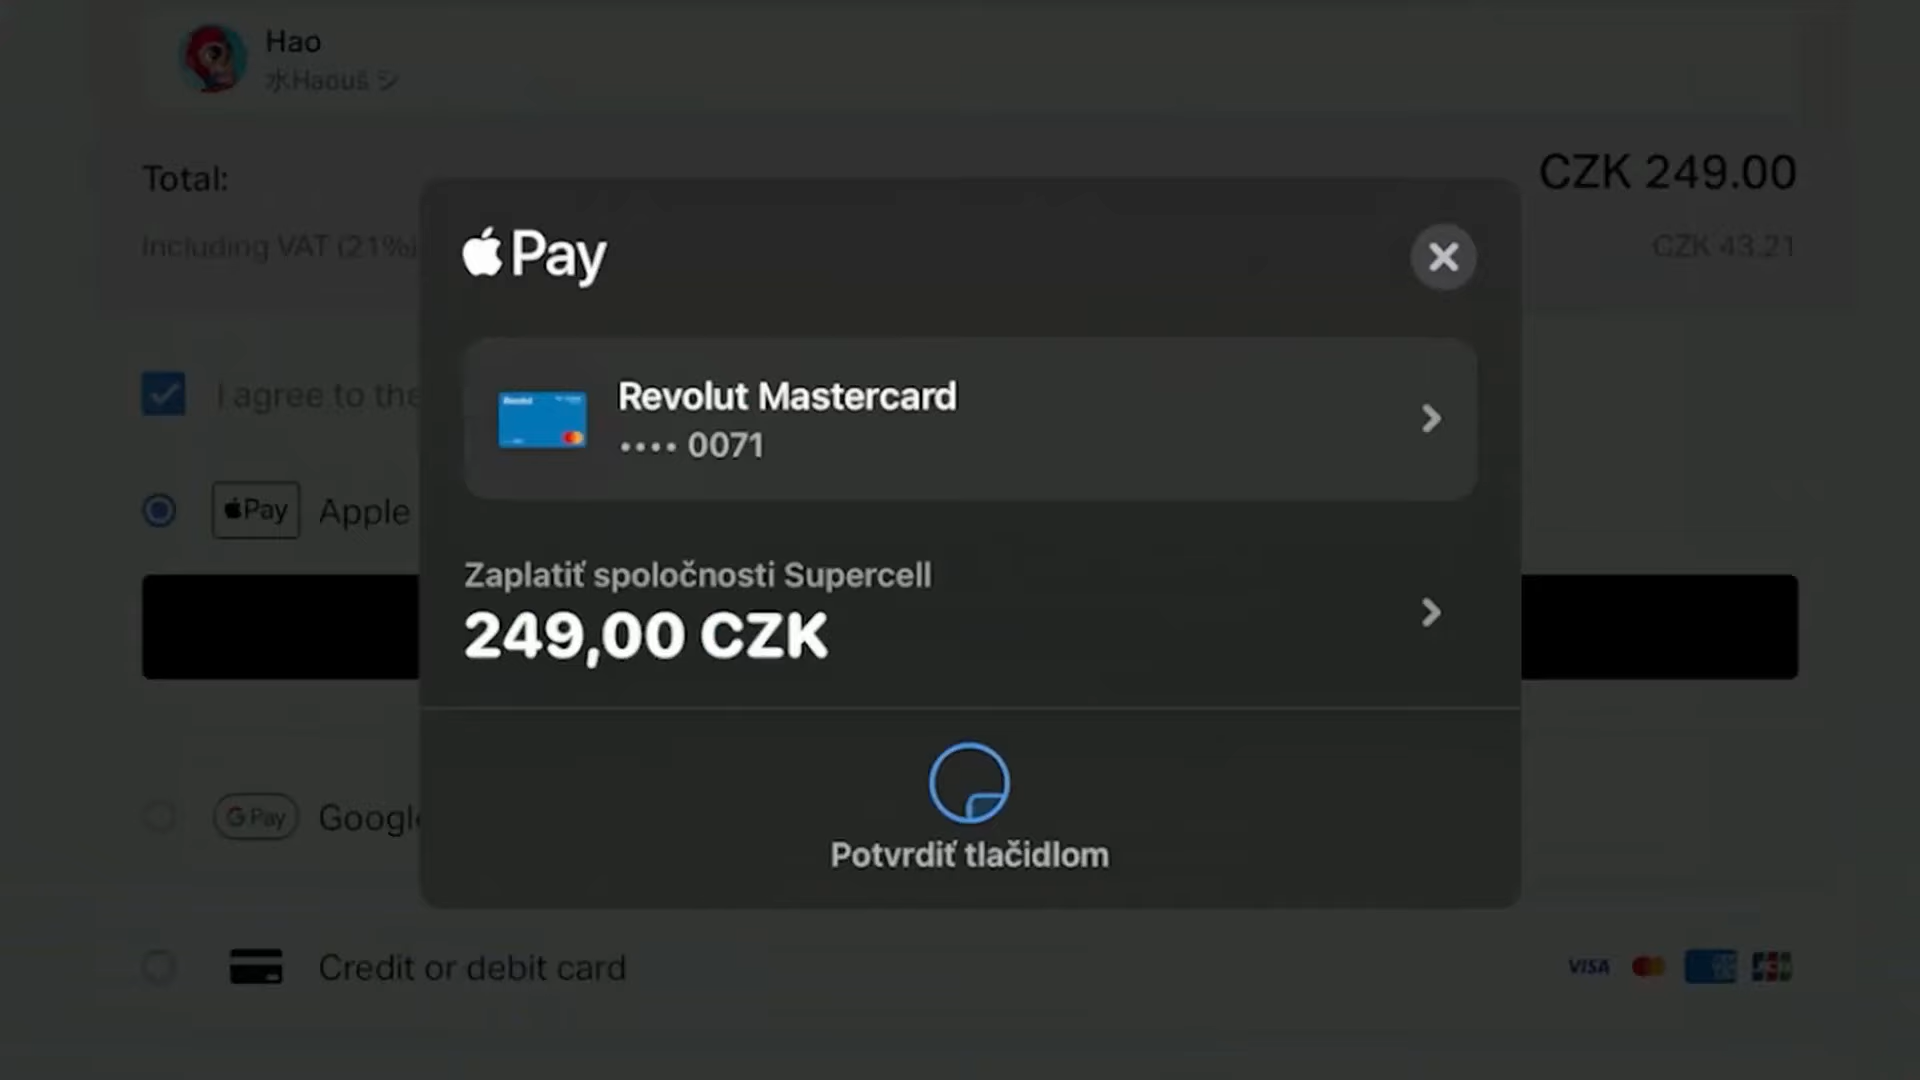 Hao
水Haouš シ
Total:
CZK 249.00
Including VAT (21%)
CZK 43.21
Pay
Revolut Mastercard
•••• 0071
I agree to the
Pay Apple
Zaplatiť spoločnosti Supercell
249,00 CZK
G Pay Google
Potvrdiť tlačidlom
Credit or debit card
VISA